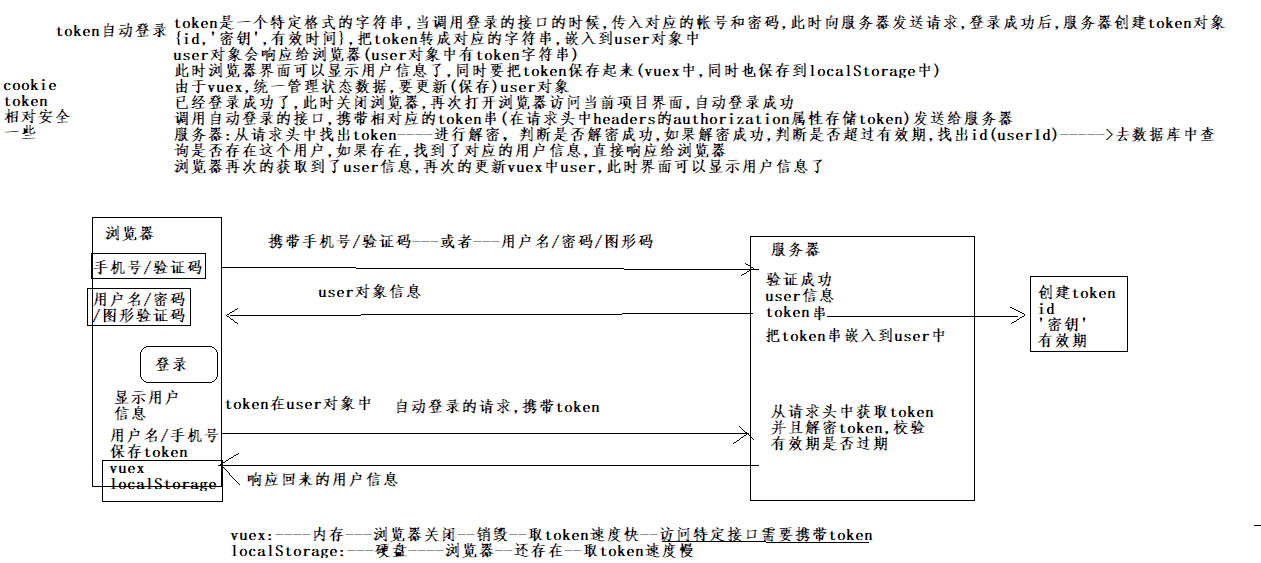 token自动登录
token是一个特定格式的字符串,当调用登录的接口的时候,传入对应的帐号和密码,此时向服务器发送请求,登录成功后,服务器创建token对象
{id,'密钥',有效时间},把token转成对应的字符串,嵌入到user对象中
user对象会响应给浏览器(user对象中有token字符串)
此时浏览器界面可以显示用户信息了,同时要把token保存起来(vuex中,同时也保存到localStorage中)
由于vuex,统一管理状态数据,要更新(保存)user对象
已经登录成功了,此时关闭浏览器,再次打开浏览器访问当前项目界面,自动登录成功
调用自动登录的接口,携带相对应的token串(在请求头中headers的authorization属性存储token)发送给服务器
服务器:从请求头中找出token----进行解密, 判断是否解密成功,如果解密成功,判断是否超过有效期,找出id(userId)----->去数据库中查
询是否存在这个用户,如果存在,找到了对应的用户信息,直接响应给浏览器
浏览器再次的获取到了user信息,再次的更新vuex中user,此时界面可以显示用户信息了
cookie
token
相对安全
一些
浏览器
手机号/验证码
用户名/密码
/图形验证码
登录
显示用户
信息
用户名/手机号
保存token
vuex
localStorage
携带手机号/验证码---或者---用户名/密码/图形码
user对象信息
token在user对象中
自动登录的请求,携带token
响应回来的用户信息
服务器
验证成功
user信息
token串
把token串嵌入到user中
从请求头中获取token
并且解密token,校验
有效期是否过期
创建token
id
'密钥'
有效期
vuex:----内存---浏览器关闭--销毁--取token速度快--访问特定接口需要携带token
localStorage:---硬盘----浏览器--还存在--取token速度慢